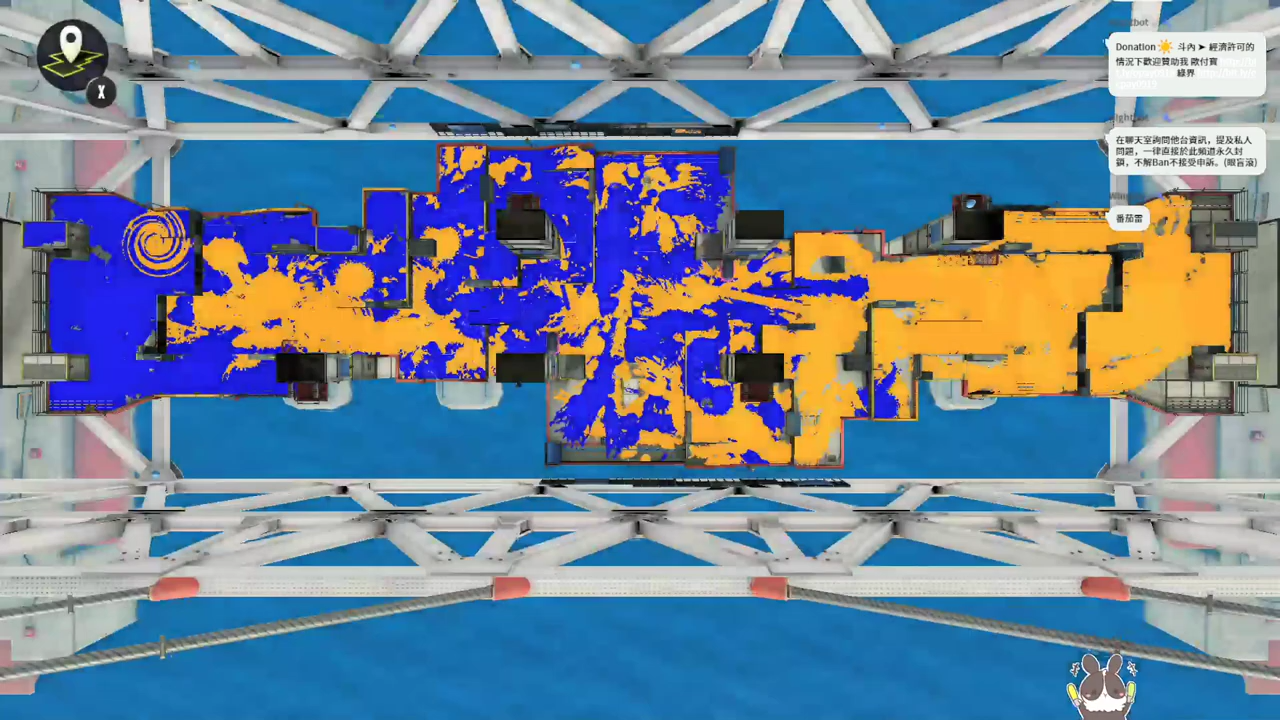 X
Donation☀️ 斗內 ➤ 經濟許可的
情況下歡迎贊助我 歐付寶
綠界
在聊天室詢問他台資訊，提及私人
問題，一律直接於此頻道永久封
鎖，不解Ban不接受申訴。(眼盲滾)
番茄雷